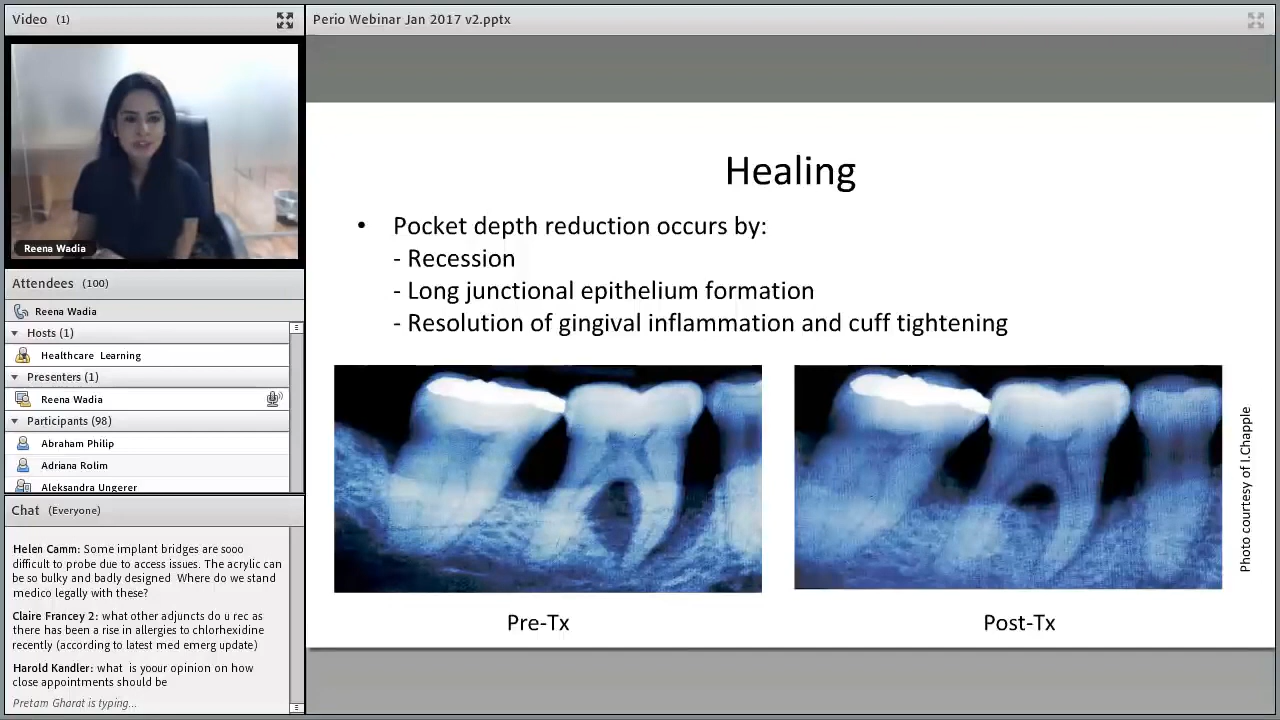 Video (1)
Reena Wadia
Attendees (100)
Reena Wadia
Hosts (1)
Healthcare Learning
Presenters (1)
Reena Wadia
Participants (98)
Abraham Philip
Adriana Rolim
Aleksandra Ungerer
Chat (Everyone)
Helen Camm: Some implant bridges are sooo
difficult to probe due to access issues. The acrylic can
be so bulky and badly designed Where do we stand
medico legally with these?
Claire Francey 2: what other adjuncts do u rec as
there has been a rise in allergies to chlorhexidine
recently (according to latest med emerg update)
Harold Kandler: what is yoour opinion on how
close appointments should be
Pretam Gharat is typing...
Perio Webinar Jan 2017 v2.pptx
Healing
• Pocket depth reduction occurs by:
- Recession
- Long junctional epithelium formation
- Resolution of gingival inflammation and cuff tightening
Photo courtesy of I.Chapple
Pre-Tx
Post-Tx